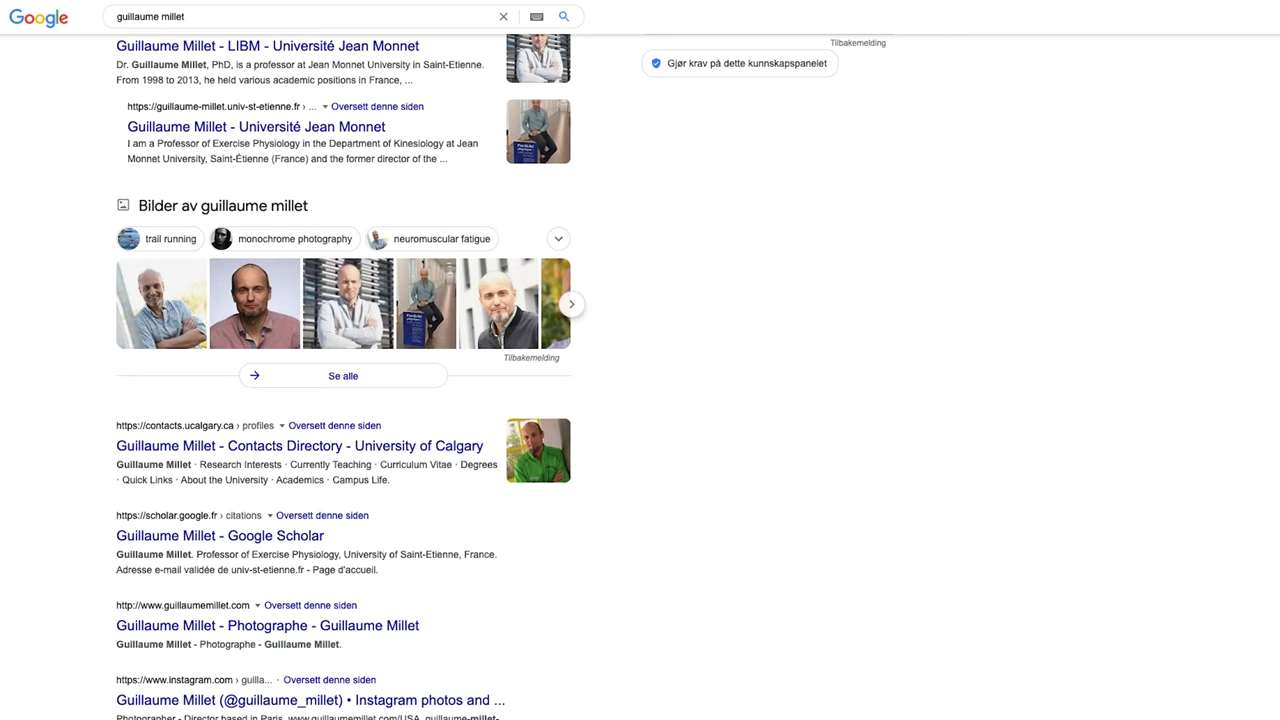 Google
guillaume millet
Guillaume Millet - LIBM - Université Jean Monnet
Dr. Guillaume Millet, PhD, is a professor at Jean Monnet University in Saint-Etienne.
From 1998 to 2013, he held various academic positions in France, ...
https://guillaume-millet.univ-st-etienne.fr › ... Oversett denne siden
Guillaume Millet - Université Jean Monnet
I am a Professor of Exercise Physiology in the Department of Kinesiology at Jean
Monnet University, Saint-Étienne (France) and the former director of the ...
Bilder av guillaume millet
trail running monochrome photography neuromuscular fatigue
Tilbakemelding
Se alle
https://contacts.ucalgary.ca › profiles Oversett denne siden
Guillaume Millet - Contacts Directory - University of Calgary
Guillaume Millet · Research Interests · Currently Teaching · Curriculum Vitae · Degrees
· Quick Links · About the University · Academics · Campus Life.
https://scholar.google.fr › citations Oversett denne siden
Guillaume Millet - Google Scholar
Guillaume Millet. Professor of Exercise Physiology, University of Saint-Etienne, France.
Adresse e-mail validée de univ-st-etienne.fr - Page d'accueil.
http://www.guillaumemillet.com Oversett denne siden
Guillaume Millet - Photographe - Guillaume Millet
Guillaume Millet - Photographe - Guillaume Millet.
https://www.instagram.com › guilla... · Oversett denne siden
Guillaume Millet (@guillaume_millet) • Instagram photos and ...
Photographer - Director based in Paris. www.guillaumemillet.com/USA. guillaume-millet-
Tilbakemelding
Gjør krav på dette kunnskapspanelet